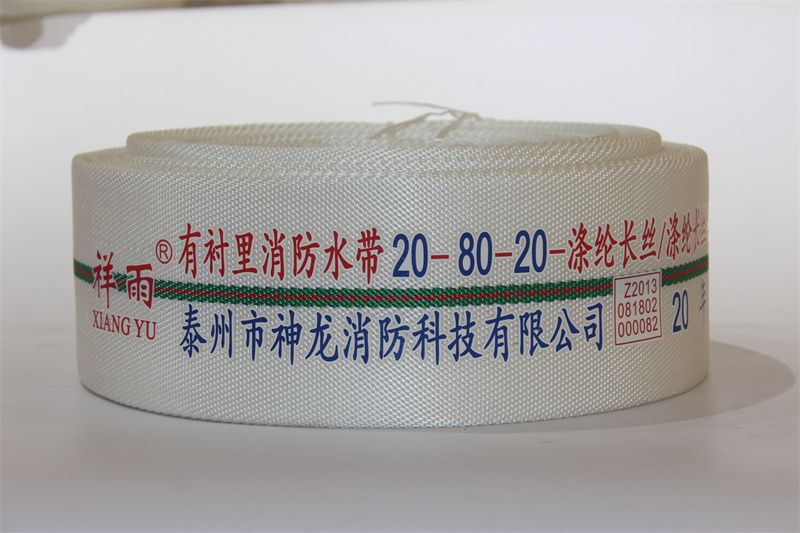 祥雨®
XIANG YU
有衬里消防水带20-80-20-涤纶长丝/涤纶长丝
泰州市神龙消防科技有限公司
Z2013
081802
000082
20 年